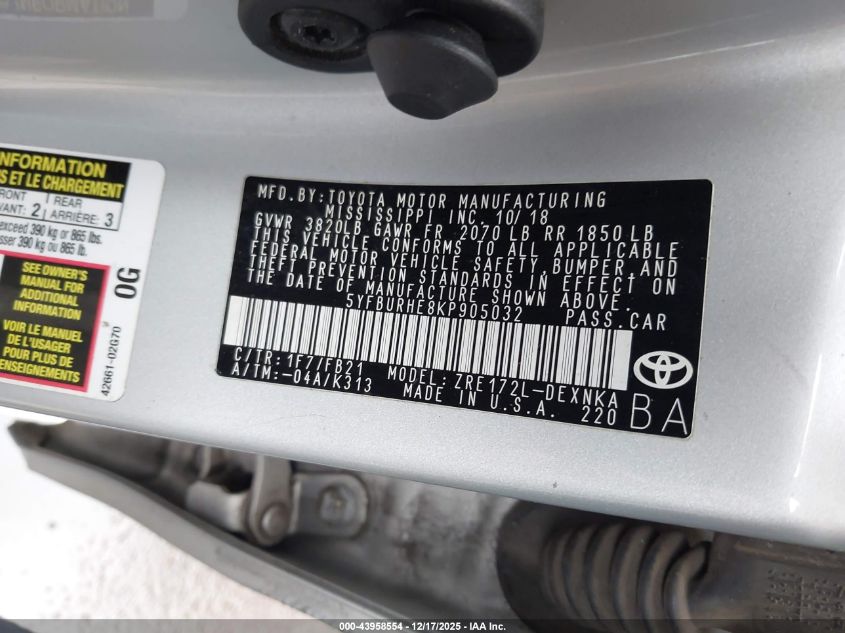 INFORMATION
S ET LE CHARGEMENT
FRONT
VANT: 2
REAR
ARRIÈRE: 3
exceed 390 kg or 865 lbs.
sser 390 kg ou 865 lb.
SEE OWNER'S
MANUAL FOR
ADDITIONAL
INFORMATION
VOIR LE MANUEL
DE L'USAGER
POUR PLUS DE
0G
42661-02G70
MFD.BY:TOYOTA MOTOR MANUFACTURING
MISSISSIPPI INC. 10/18
GVWR 3820LB GAWR FR 2070 LB RR 1850 LB
THIS VEHICLE CONFORMS TO ALL APPLICABLE
FEDERAL MOTOR VEHICLE SAFETY,BUMPER,AND
THEFT PREVENTION STANDARDS IN EFFECT ON
THE DATE OF MANUFACTURE SHOWN ABOVE.
5YFBURHE8KP905032 PASS.CAR
C/TR:1F7/FB21
A/TM:-04A/K313
MODEL: ZRE172L-DEXNKA
MADE IN U.S.A. 220
TOYOTA
BA
000-43958554 > 12/17/2025 - IAA Inc.